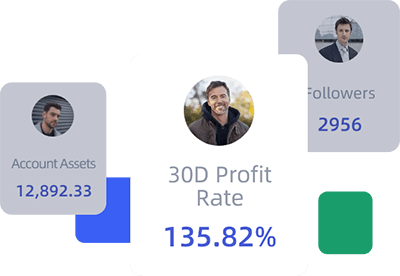 Followers
2956
Account Assets
12,892.33
30D Profit
Rate
135.82%